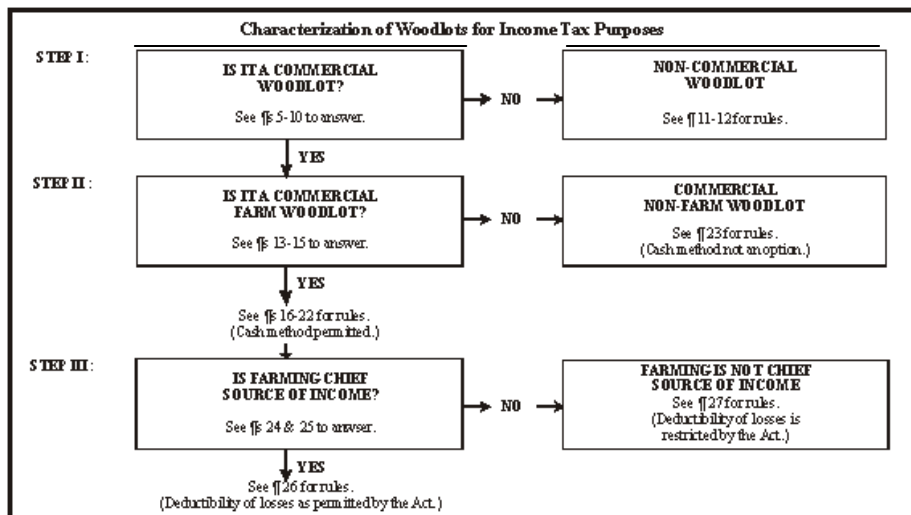 Characterization of Woodlots for Income Tax Purposes
STEP I:
IS IT A COMMERCIAL
WOODLOT?
See ¶s 5-10 to answer.
NO
NON-COMMERCIAL
WOODLOT
See ¶ 11-12 for rules.
YES
STEP II:
IS IT A COMMERCIAL
FARM WOODLOT?
See ¶s 13-15 to answer.
NO
COMMERCIAL
NON-FARM WOODLOT
See ¶ 23 for rules.
(Cash method not an option.)
YES
See ¶s 16-22 for rules.
(Cash method permitted.)
STEP III:
IS FARMING CHIEF
SOURCE OF INCOME?
See ¶s 24 & 25 to anwser.
NO
FARMING IS NOT CHIEF
SOURCE OF INCOME
See ¶ 27 for rules.
(Deductibility of losses is
restricted by the Act.)
YES
See ¶ 26 for rules.
(Deductibility of losses as permitted by the Act.)